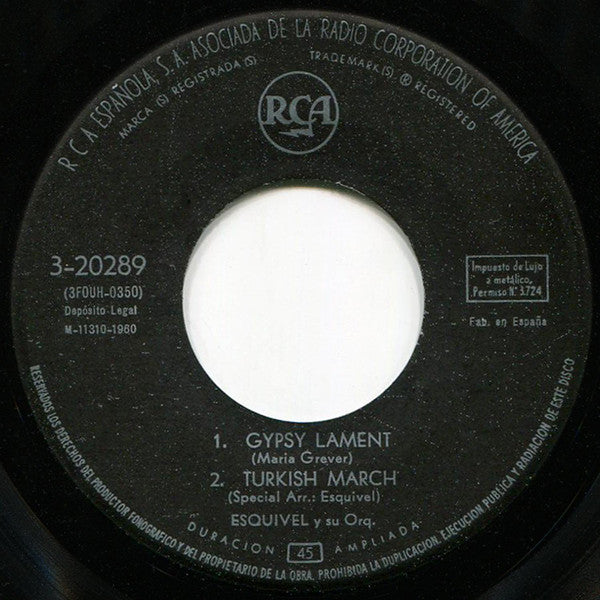 R C A ESPAÑOLA, S. A. ASOCIADA DE LA RADIO CORPORATION OF AMERICA
MARCA (S) REGISTRADA (S)
TRADEMARK (S) ® REGISTERED
RCA
3-20289
(3FOUH-0350)
Depósito Legal
M-11310-1960
Impuesto de Lujo
a metálico,
Permiso N.° 3.724
Fab. en España
1. GYPSY LAMENT
(Maria Grever)
2. TURKISH MARCH
(Special Arr.: Esquivel)
ESQUIVEL y su Orq.
DURACION 45 AMPLIADA
RESERVADOS LOS DERECHOS DEL PRODUCTOR FONOGRAFICO Y DEL PROPIETARIO DE LA OBRA. PROHIBIDA LA DUPLICACION, EJECUCION PUBLICA Y RADIACION DE ESTE DISCO